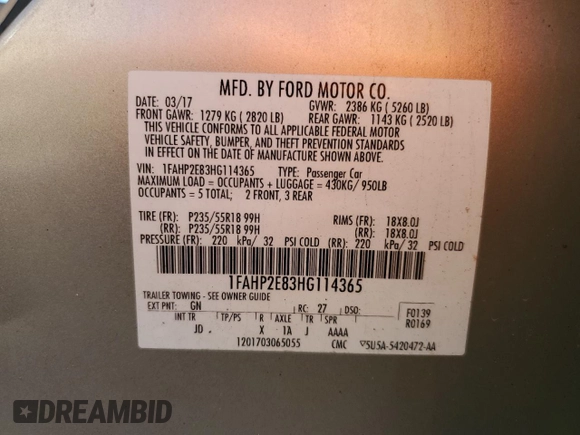 MFD. BY FORD MOTOR CO.
DATE: 03/17 GVWR: 2386 KG ( 5260 LB)
FRONT GAWR: 1279 KG ( 2820 LB) REAR GAWR: 1143 KG ( 2520 LB)
THIS VEHICLE CONFORMS TO ALL APPLICABLE FEDERAL MOTOR
VEHICLE SAFETY, BUMPER, AND THEFT PREVENTION STANDARDS
IN EFFECT ON THE DATE OF MANUFACTURE SHOWN ABOVE.
VIN: 1FAHP2E83HG114365 TYPE: Passenger Car
MAXIMUM LOAD = OCCUPANTS + LUGGAGE = 430KG/ 950LB
OCCUPANTS = 5 TOTAL; 2 FRONT, 3 REAR
TIRE (FR): P235/55R18 99H RIMS (FR): 18X8.0J
(RR): P235/55R18 99H (RR): 18X8.0J
PRESSURE (FR): 220 kPa/ 32 PSI COLD (RR): 220 kPa/ 32 PSI COLD
1FAHP2E83HG114365
TRAILER TOWING - SEE OWNER GUIDE
EXT PNT: GN RC: 27 DSO: F0139
INT TR TP/PS R AXLE TR SPR R0169
JD X 1A J AAAA
1201703065055 CMC 5U5A-5420472-AA
DREAMBID